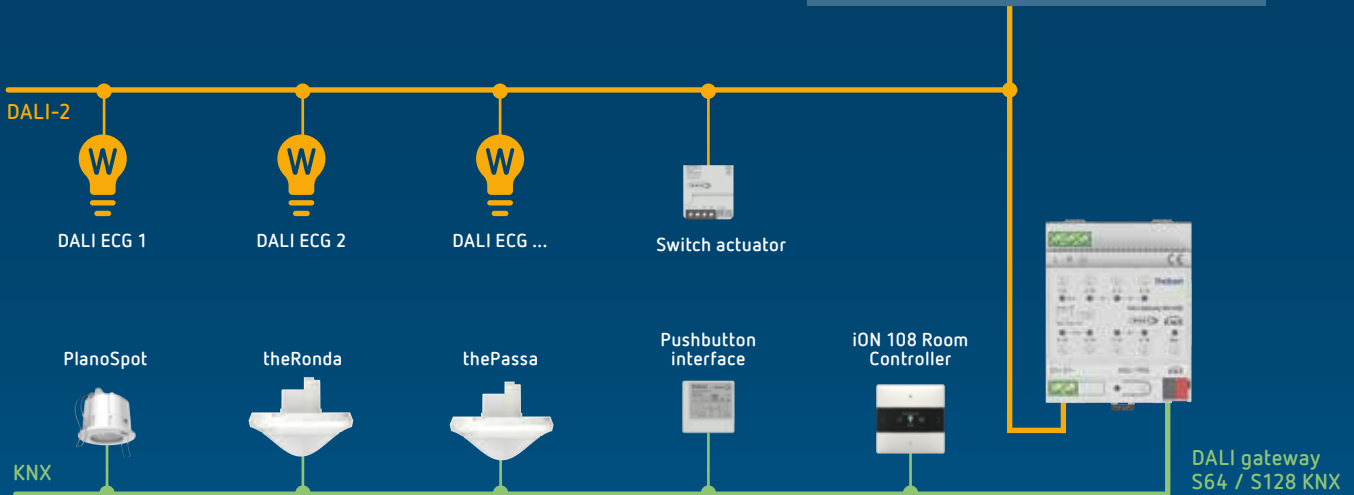 DALI-2
W
W
W
DALI ECG 1
DALI ECG 2
DALI ECG ...
Switch actuator
PlanoSpot
theRonda
thePassa
Pushbutton
interface
iON 108 Room
Controller
KNX
DALI gateway
S64 / S128 KNX
CE